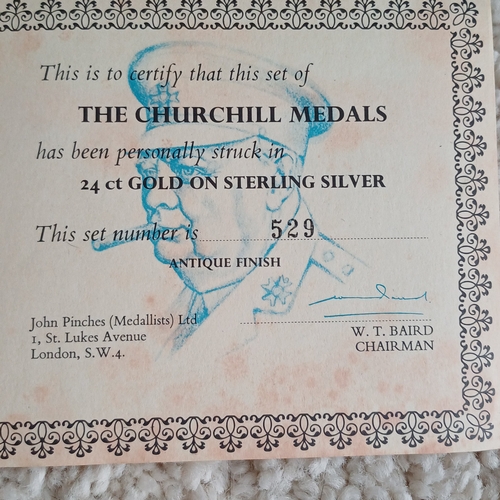 This is to certify that this set of
THE CHURCHILL MEDALS
has been personally struck in
24 ct GOLD ON STERLING SILVER
This set number is 529
ANTIQUE FINISH
John Pinches (Medallists) Ltd
1, St. Lukes Avenue
London, S.W.4.
W. T. BAIRD
CHAIRMAN